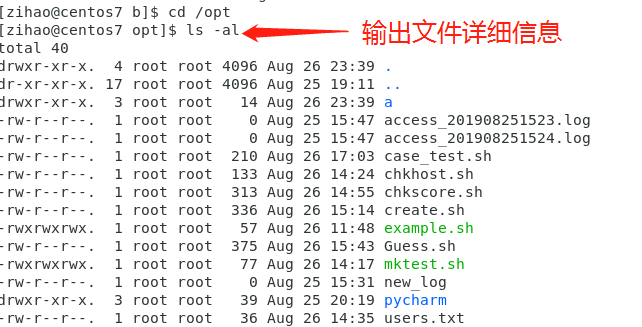 [zihao@centos7 b]$ cd /opt
[zihao@centos7 opt]$ ls -al 输出文件详细信息
total 40
drwxr-xr-x.  4 root root 4096 Aug 26 23:39 .
dr-xr-xr-x. 17 root root 4096 Aug 25 19:11 ..
drwxr-xr-x.  3 root root   14 Aug 26 23:39 a
-rw-r--r--.  1 root root    0 Aug 25 15:47 access_201908251523.log
-rw-r--r--.  1 root root    0 Aug 25 15:47 access_201908251524.log
-rw-r--r--.  1 root root  210 Aug 26 17:03 case_test.sh
-rw-r--r--.  1 root root  133 Aug 26 14:24 chkhost.sh
-rw-r--r--.  1 root root  313 Aug 26 14:55 chkscore.sh
-rw-r--r--.  1 root root  336 Aug 26 15:14 create.sh
-rwxrwxrwx.  1 root root   57 Aug 26 11:48 example.sh
-rw-r--r--.  1 root root  375 Aug 26 15:43 Guess.sh
-rwxrwxrwx.  1 root root   77 Aug 26 14:17 mktest.sh
-rw-r--r--.  1 root root    0 Aug 25 15:31 new_log
drwxr-xr-x.  3 root root   39 Aug 25 20:19 pycharm
-rw-r--r--.  1 root root   36 Aug 26 14:35 users.txt